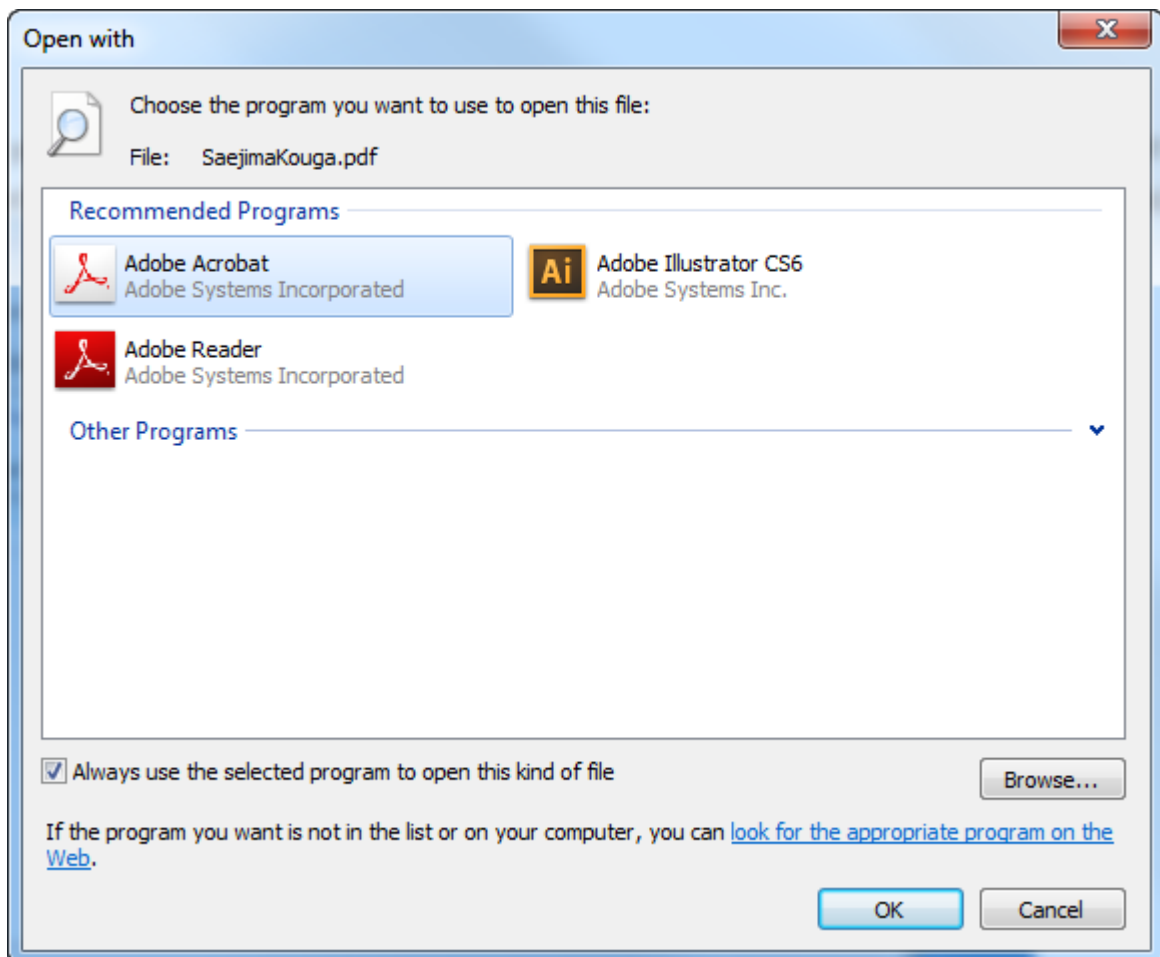 Open with
Choose the program you want to use to open this file:
File: SaejimaKouga.pdf
Recommended Programs
Adobe Acrobat
Adobe Systems Incorporated
Ai
Adobe Illustrator CS6
Adobe Systems Inc.
Adobe Reader
Adobe Systems Incorporated
Other Programs
Always use the selected program to open this kind of file
Browse...
If the program you want is not in the list or on your computer, you can look for the appropriate program on the
Web.
OK
Cancel